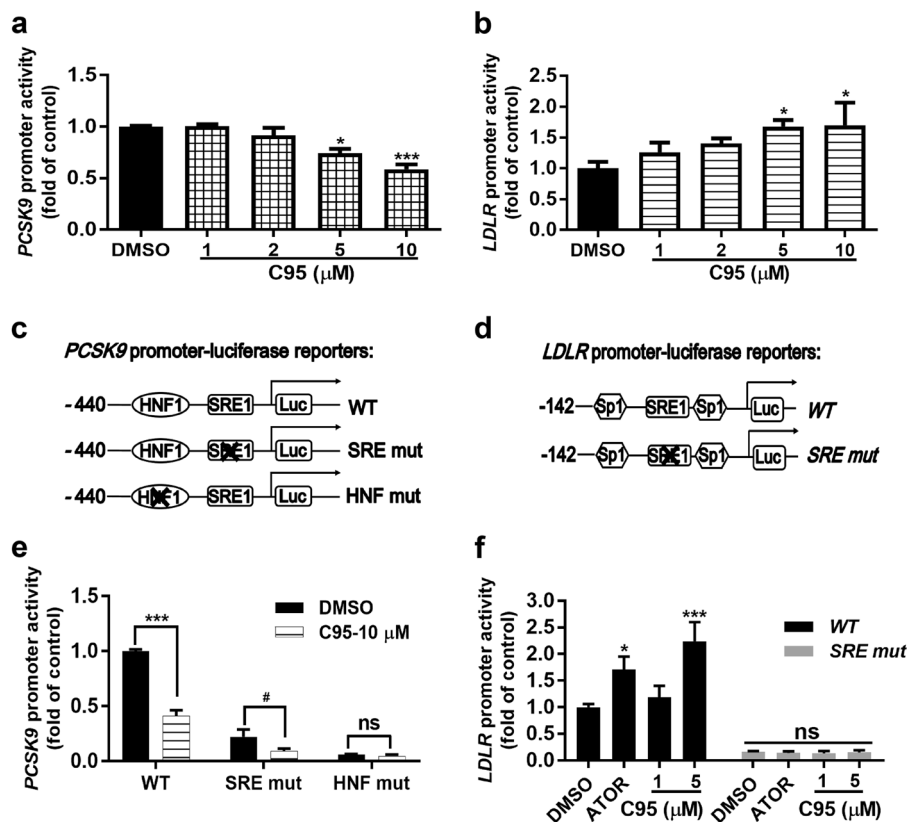 a
PCSK9 promoter activity
(fold of control)
1.5
1.0
0.5
0.0
*
***
DMSO 1 2 5 10
C95 (μM)
b
LDLR promoter activity
(fold of control)
2.5
2.0
1.5
1.0
0.5
0.0
*
*
DMSO 1 2 5 10
C95 (μM)
c
PCSK9 promoter-luciferase reporters:
-440 HNF1 SRE1 Luc WT
-440 HNF1 SRE1 Luc SRE mut
-440 HNF1 SRE1 Luc HNF mut
d
LDLR promoter-luciferase reporters:
-142 Sp1 SRE1 Sp1 Luc WT
-142 Sp1 SRE1 Sp1 Luc SRE mut
e
PCSK9 promoter activity
(fold of control)
1.5
1.0
0.5
0.0
***
#
ns
DMSO
C95-10 μM
WT SRE mut HNF mut
f
LDLR promoter activity
(fold of control)
3.0
2.5
2.0
1.5
1.0
0.5
0.0
*
***
ns
WT
SRE mut
DMSO ATOR 1 5 DMSO ATOR 1 5
C95 (μM) C95 (μM)